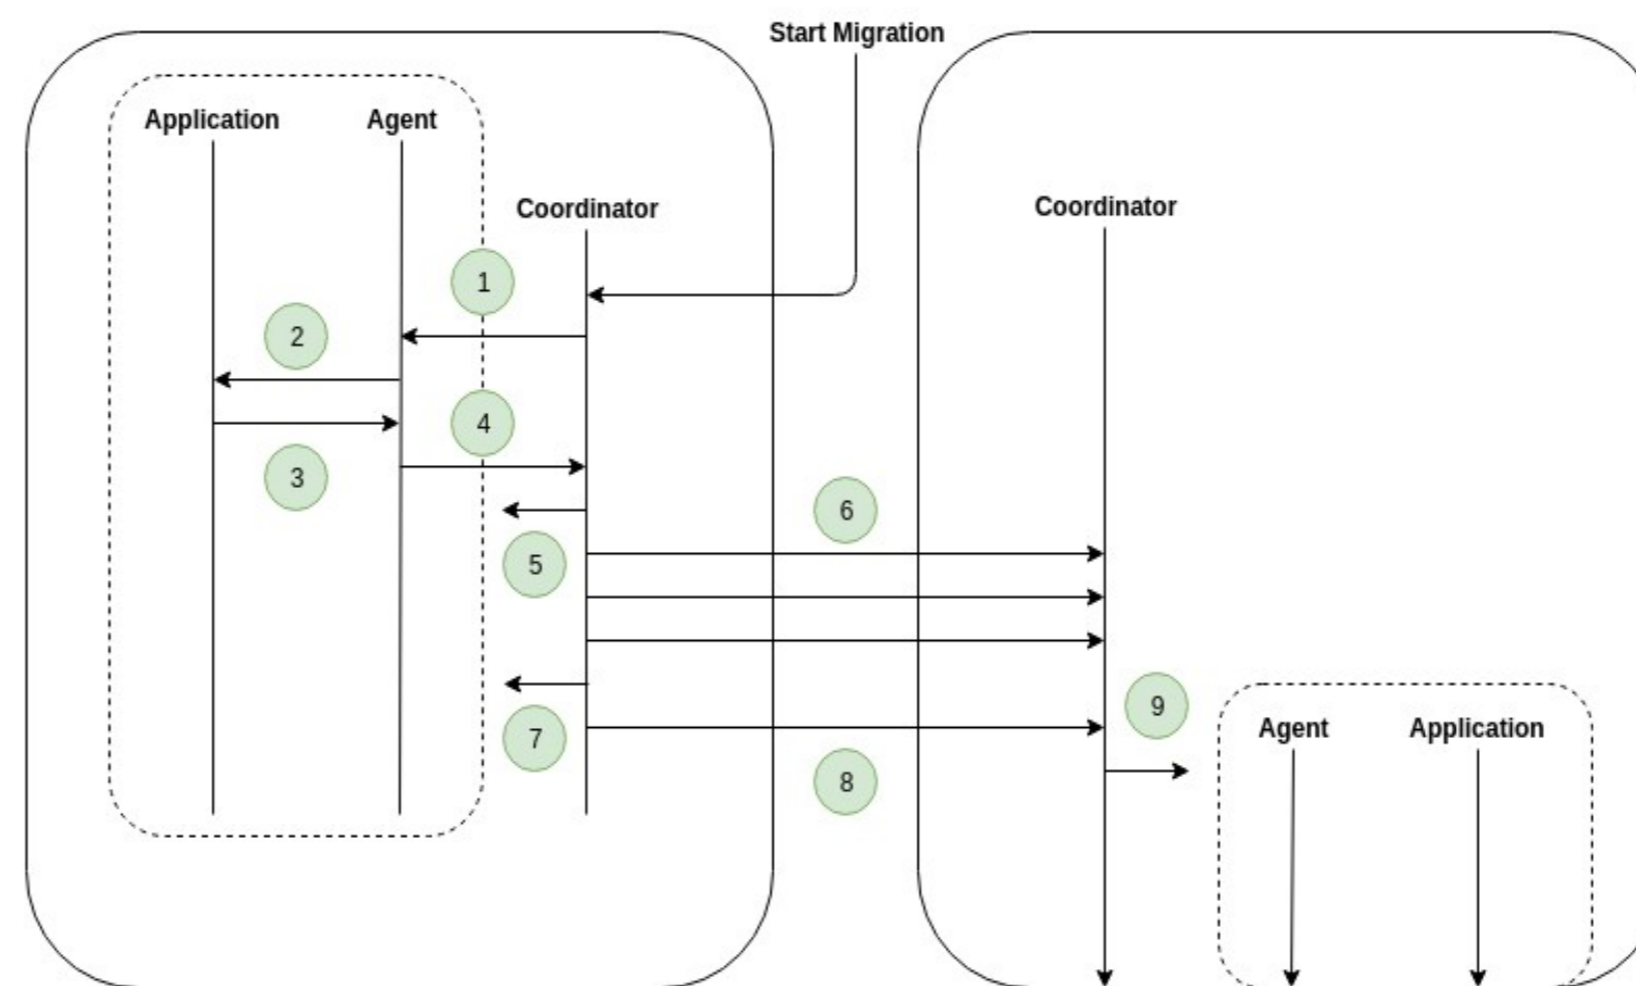 Start Migration
Application
Agent
Coordinator
Coordinator
1
2
4
3
6
5
9
7
8
Agent
Application